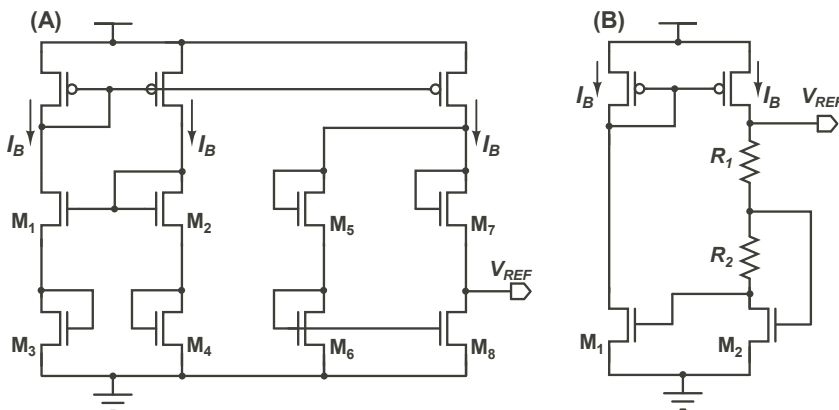 (A)
(B)
I_B
I_B
I_B
I_B
I_B
V_REF
R_1
M_1
M_2
M_5
M_7
R_2
V_REF
M_3
M_4
M_6
M_8
M_1
M_2